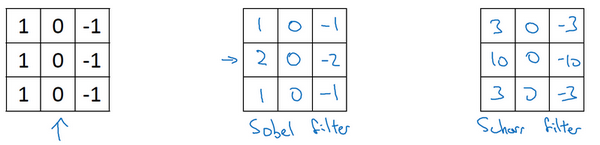 1 0 -1
1 0 -1
1 0 -1
1 0 -1
→ 2 0 -2
1 0 -1
Sobel filter
3 0 -3
10 0 -10
3 0 -3
Scharr filter